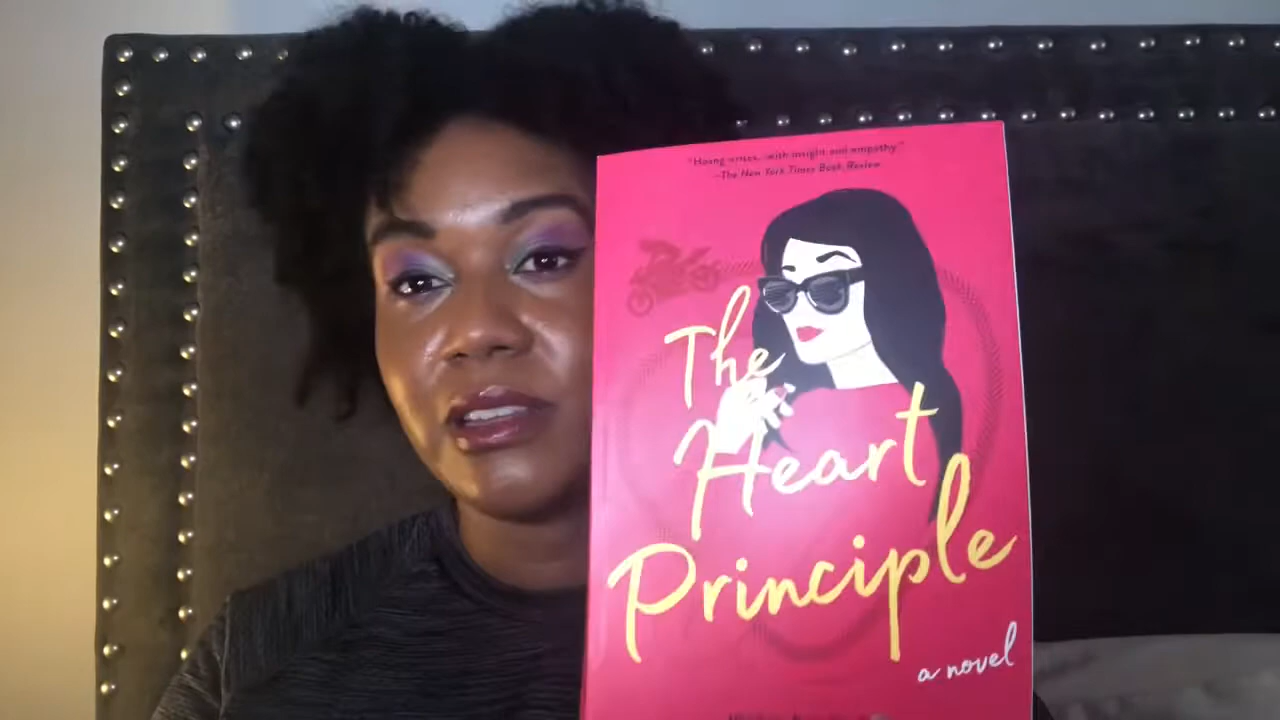 "Hoang writes...with insight and empathy."
—The New York Times Book Review
The
Heart
Principle
a novel